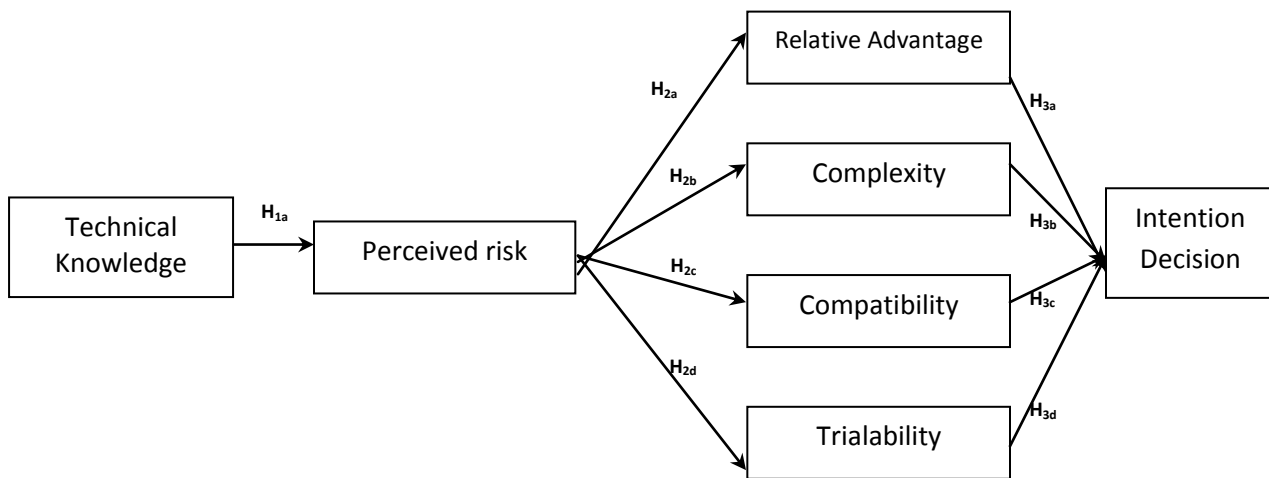 Relative Advantage
H2a
H3a
Complexity
H2b
H3b
Technical
Knowledge
H1a
Perceived risk
Intention
Decision
H2c
Compatibility
H3c
H2d
Trialability
H3d